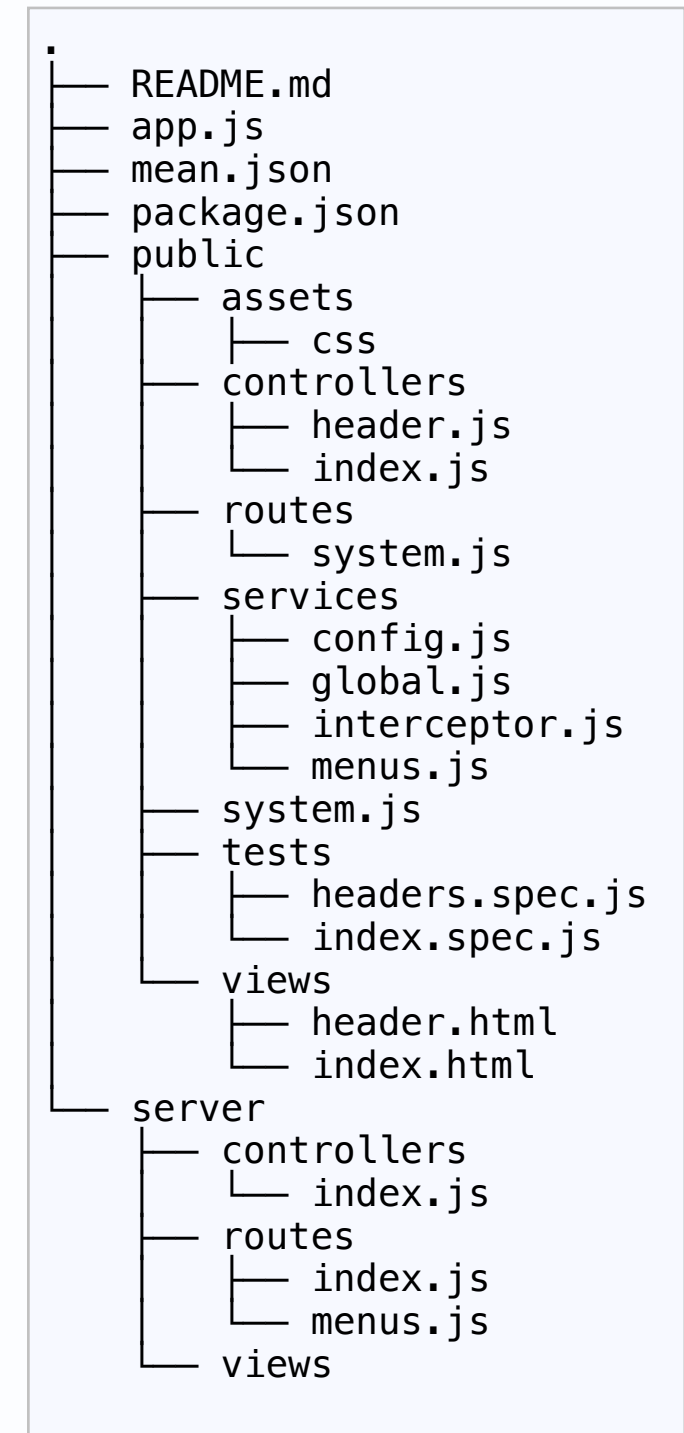 .
├── README.md
├── app.js
├── mean.json
├── package.json
├── public
│   ├── assets
│   │   ├── css
│   ├── controllers
│   │   ├── header.js
│   │   └── index.js
│   ├── routes
│   │   └── system.js
│   ├── services
│   │   ├── config.js
│   │   ├── global.js
│   │   ├── interceptor.js
│   │   └── menus.js
│   ├── system.js
│   ├── tests
│   │   ├── headers.spec.js
│   │   └── index.spec.js
│   └── views
│       ├── header.html
│       └── index.html
└── server
    ├── controllers
    │   └── index.js
    ├── routes
    │   ├── index.js
    │   └── menus.js
    └── views